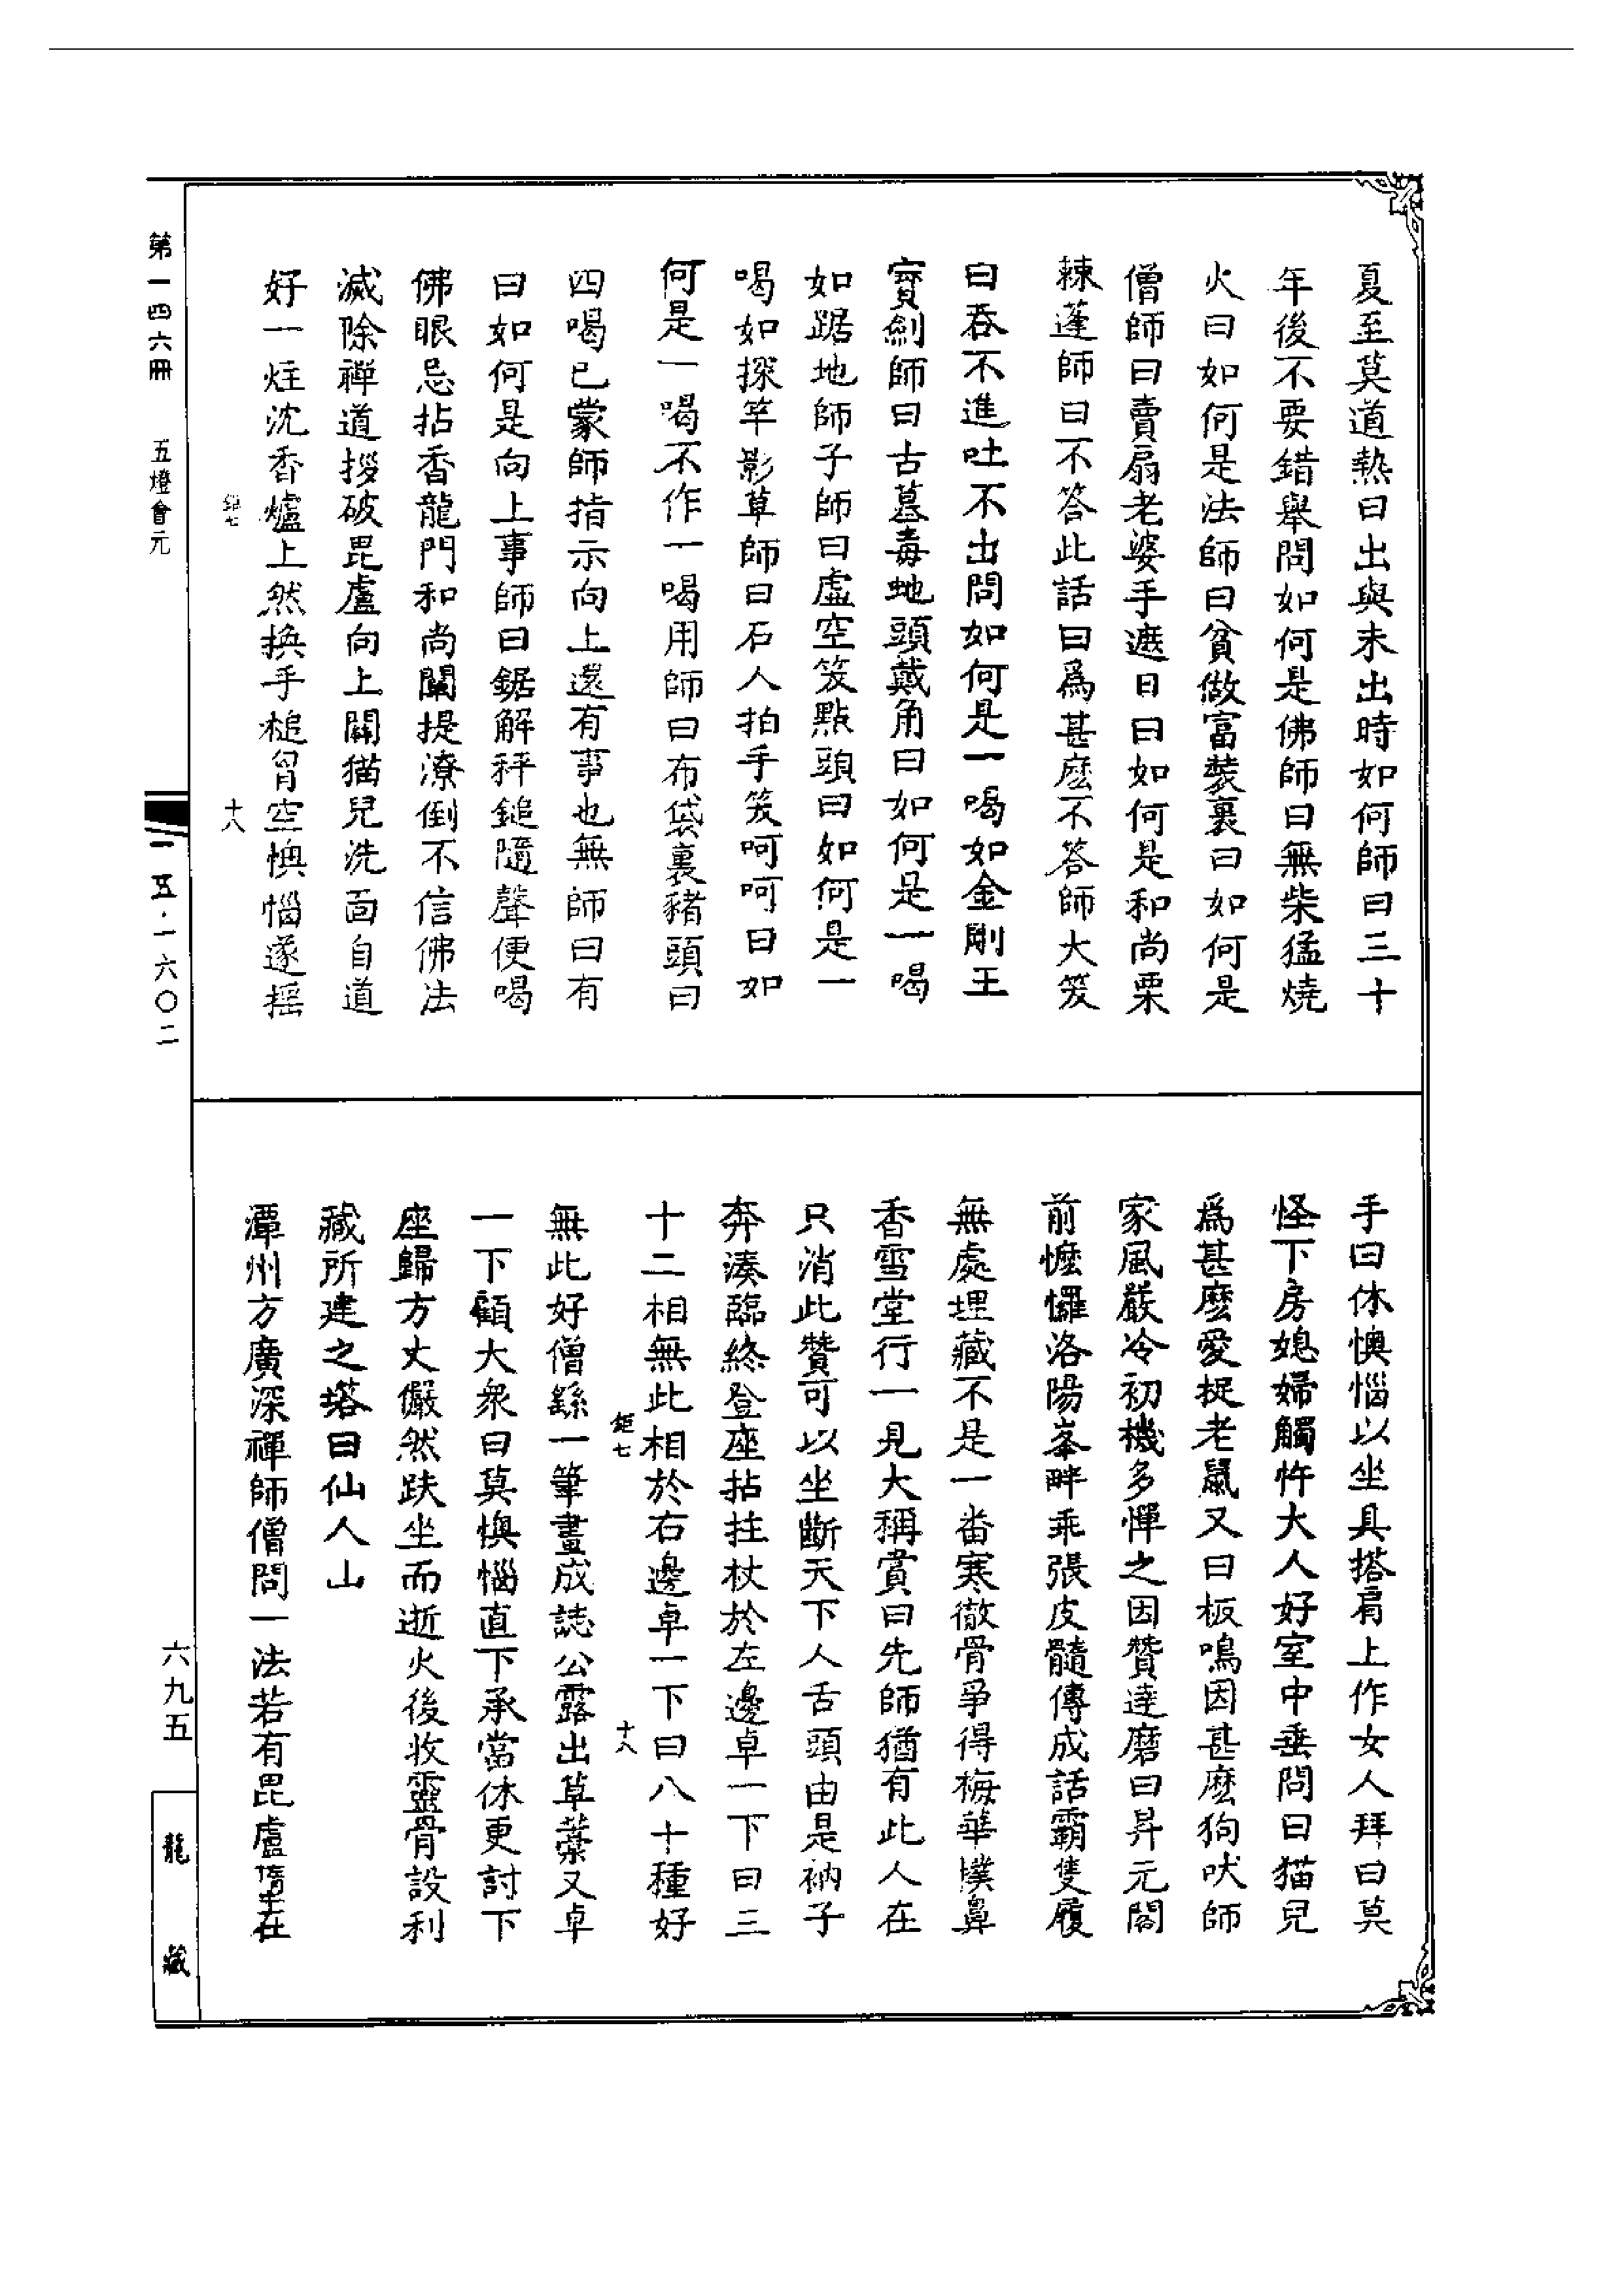 夏至莫道熱曰出與未出時如何師曰三十
年後不要錯舉問如何是佛師曰無柴猛燒
火曰如何是法師曰貧做富裝裏曰如何是
僧師曰賣扇老婆手遮日曰如何是和尚栗
棘蓬師曰不答此話曰爲甚麽不答師大笑
曰吞不進吐不出問如何是一喝如金剛王
寶劍師曰古墓毒虵頭戴角曰如何是一喝
如踞地師子師曰虛空笑點頭曰如何是一
喝如探竿影草師曰石人拍手笑呵呵曰如
何是一喝不作一喝用師曰布袋裏豬頭曰
四喝已蒙師指示向上還有事也無師曰有
曰如何是向上事師曰鋸解秤鎚隨聲便喝
佛眼忌拈香龍門和尚闡提潦倒不信佛法
滅除禪道拶破毘盧向上關猫兒洗面自道
好一炷沈香爐上然換手槌胷空懊惱遂搖
鉅七 十八
手曰休懊惱以坐具搭肩上作女人拜曰莫
怪下房媳婦觸忤大人好室中垂問曰猫兒
爲甚麽愛捉老鼠又曰板鳴因甚麽狗吠師
家風嚴冷初機多憚之因贊達磨曰昇元閣
前懡㦬洛陽峯畔乖張皮髓傳成話霸隻履
無處埋藏不是一番寒徹骨爭得梅華撲鼻
香雪堂行一見大稱賞曰先師猶有此人在
只消此贊可以坐斷天下人舌頭由是衲子
奔湊臨終登座拈拄杖於左邊卓一下曰三
十二相無此相於右邊卓一下曰八十種好
鉅七 十八
無此好僧繇一筆畫成誌公露出草藁又卓
一下顧大衆曰莫懊惱直下承當休更討下
座歸方丈儼然趺坐而逝火後收靈骨設利
藏所建之塔曰仙人山
潭州方廣深禪師僧問一法若有毘盧墮在
第一四六冊 五燈會元
一五·一六〇二
六九五
龍藏